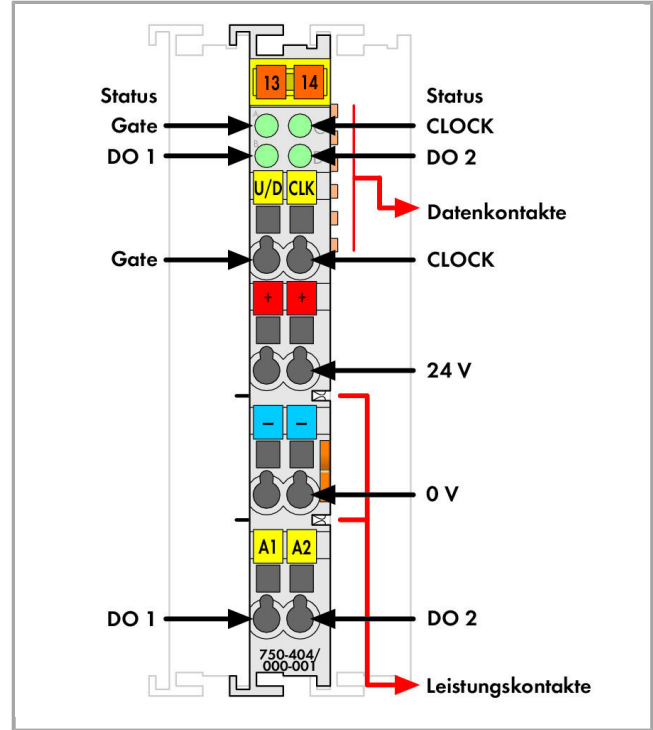 13 14
Status Status
Gate A C CLOCK
DO 1 B D DO 2
U/D CLK
Datenkontakte
Gate CLOCK
+ +
24 V
− −
0 V
A1 A2
DO 1 DO 2
750-404/
000-001
Leistungskontakte